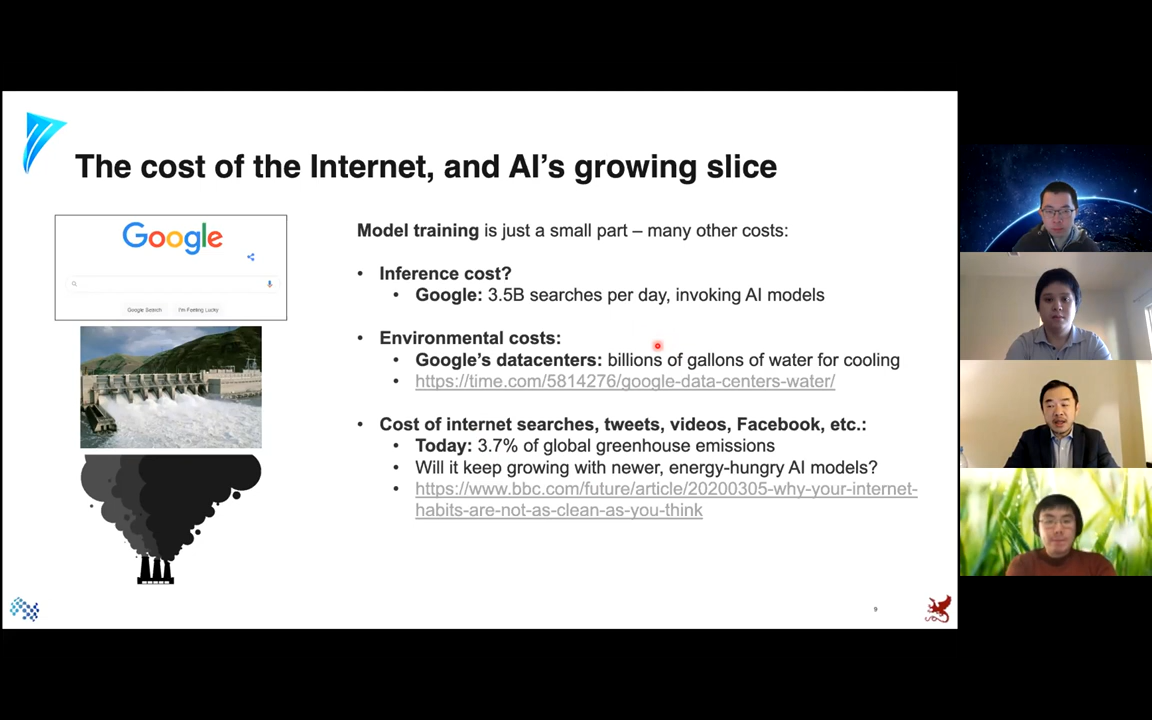 The cost of the Internet, and AI's growing slice
Google
Google Search
I'm Feeling Lucky
Model training is just a small part – many other costs:
• Inference cost?
• Google: 3.5B searches per day, invoking AI models
• Environmental costs:
• Google's datacenters: billions of gallons of water for cooling
• https://time.com/5814276/google-data-centers-water/
• Cost of internet searches, tweets, videos, Facebook, etc.:
• Today: 3.7% of global greenhouse emissions
• Will it keep growing with newer, energy-hungry AI models?
• https://www.bbc.com/future/article/20200305-why-your-internet-
habits-are-not-as-clean-as-you-think
9